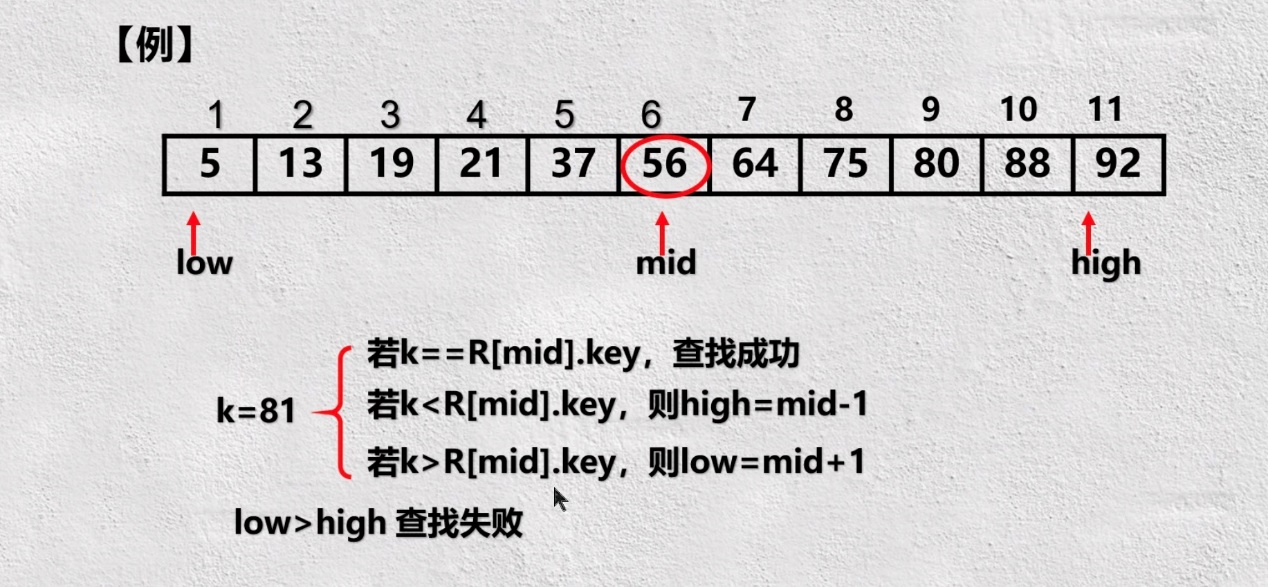 【例】
1 2 3 4 5 6 7 8 9 10 11
5 13 19 21 37 56 64 75 80 88 92
low mid high
若k==R[mid].key，查找成功
若k<R[mid].key，则high=mid-1
k=81
若k>R[mid].key，则low=mid+1
low>high 查找失败